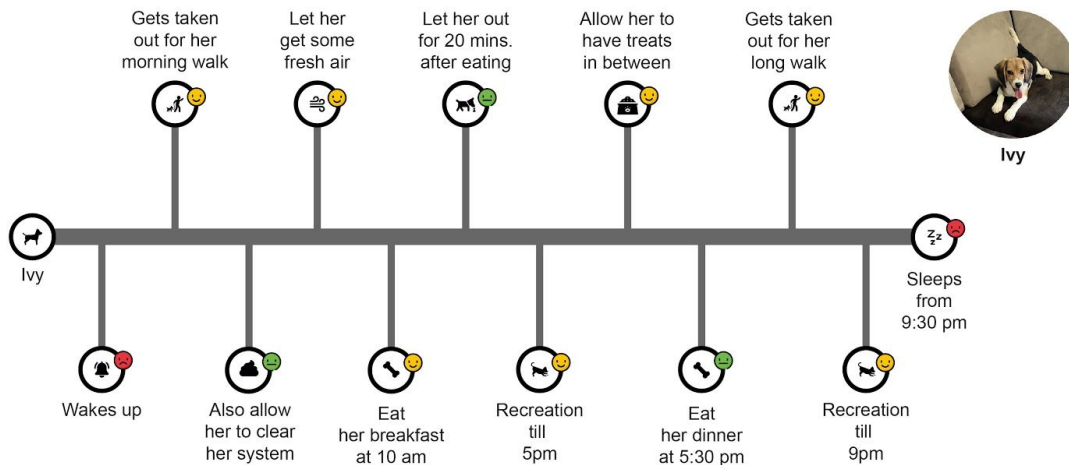 Gets taken
out for her
morning walk
Let her
get some
fresh air
Let her out
for 20 mins.
after eating
Allow her to
have treats
in between
Gets taken
out for her
long walk
Ivy
Ivy
zzz
Sleeps
from
9:30 pm
Wakes up
Also allow
her to clear
her system
Eat
her breakfast
at 10 am
Recreation
till
5pm
Eat
her dinner
at 5:30 pm
Recreation
till
9pm